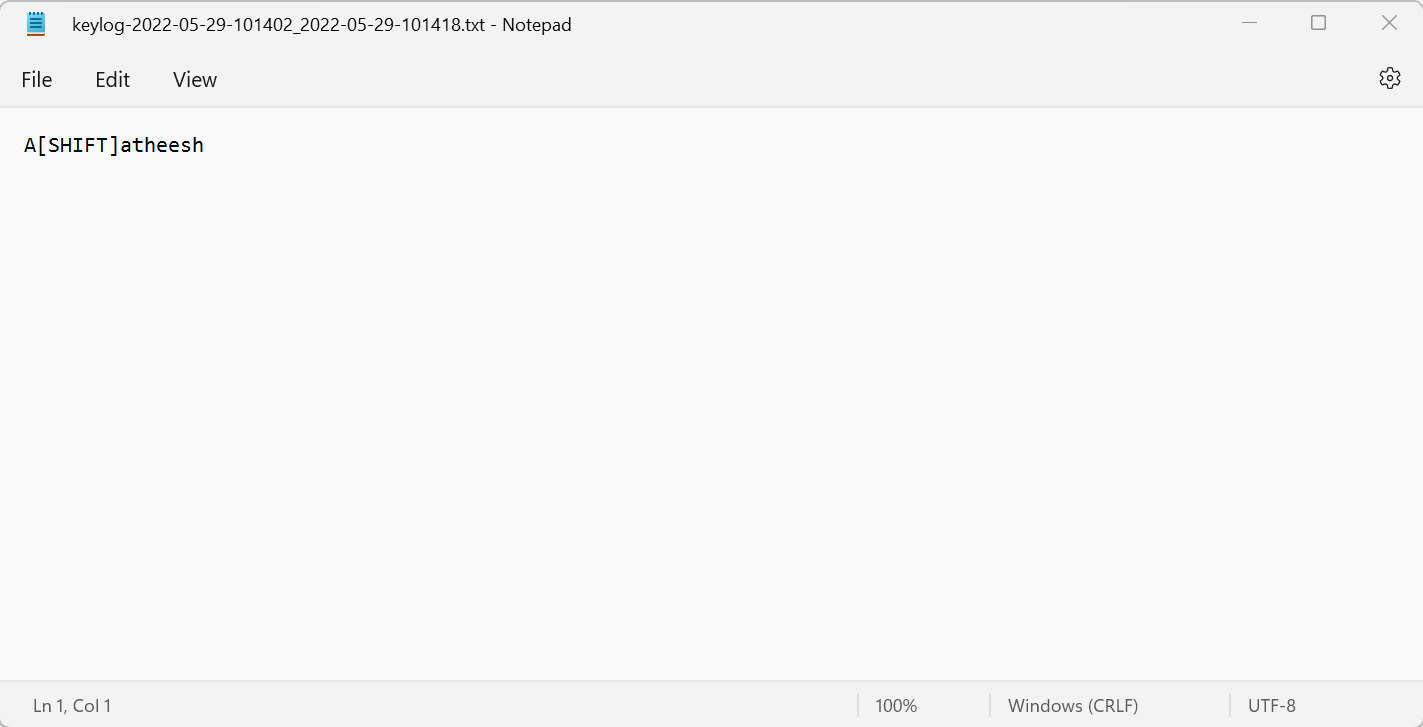 keylog-2022-05-29-101402_2022-05-29-101418.txt - Notepad
File Edit View
A[SHIFT]atheesh
Ln 1, Col 1 100% Windows (CRLF) UTF-8